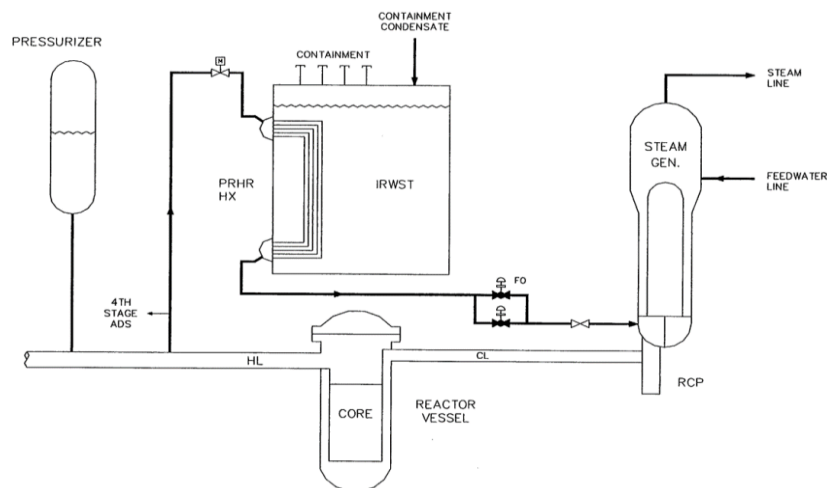 CONTAINMENT
CONDENSATE
PRESSURIZER
M
CONTAINMENT
STEAM
LINE
STEAM
GEN.
PRHR
HX
IRWST
FEEDWATER
LINE
FO
4TH
STAGE
ADS
HL
CL
CORE
REACTOR
VESSEL
RCP